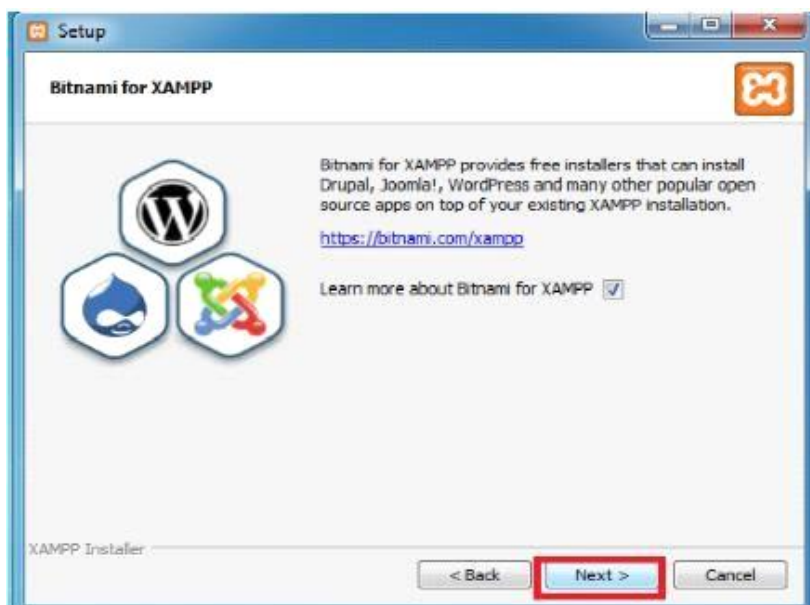 Setup
Bitnami for XAMPP
Bitnami for XAMPP provides free installers that can install
Drupal, Joomla!, WordPress and many other popular open
source apps on top of your existing XAMPP installation.
https://bitnami.com/xampp
Learn more about Bitnami for XAMPP
XAMPP Installer
< Back
Next >
Cancel